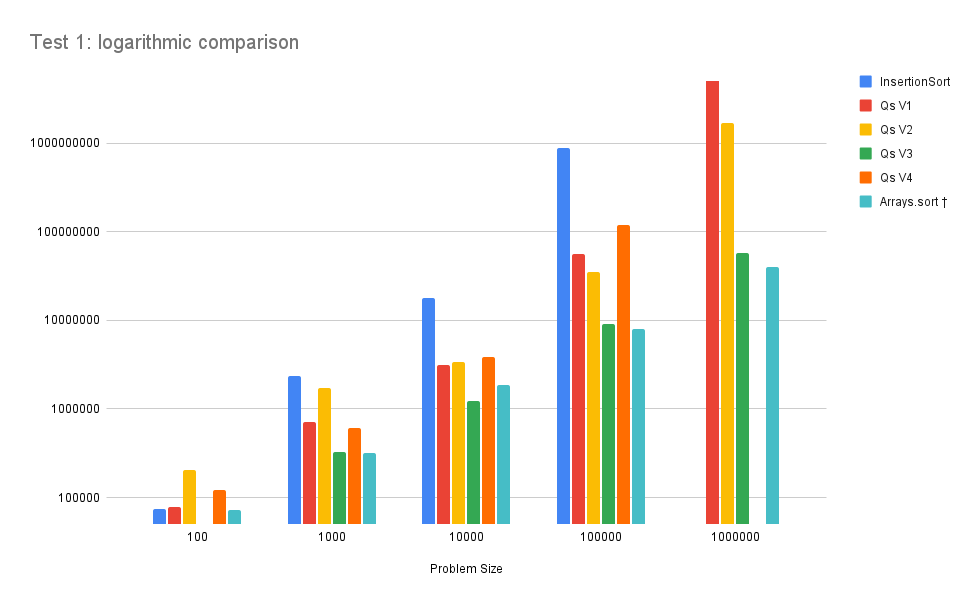 Test 1: logarithmic comparison
InsertionSort
Qs V1
Qs V2
Qs V3
Qs V4
Arrays.sort †
1000000000
100000000
10000000
1000000
100000
100
1000
10000
100000
1000000
Problem Size